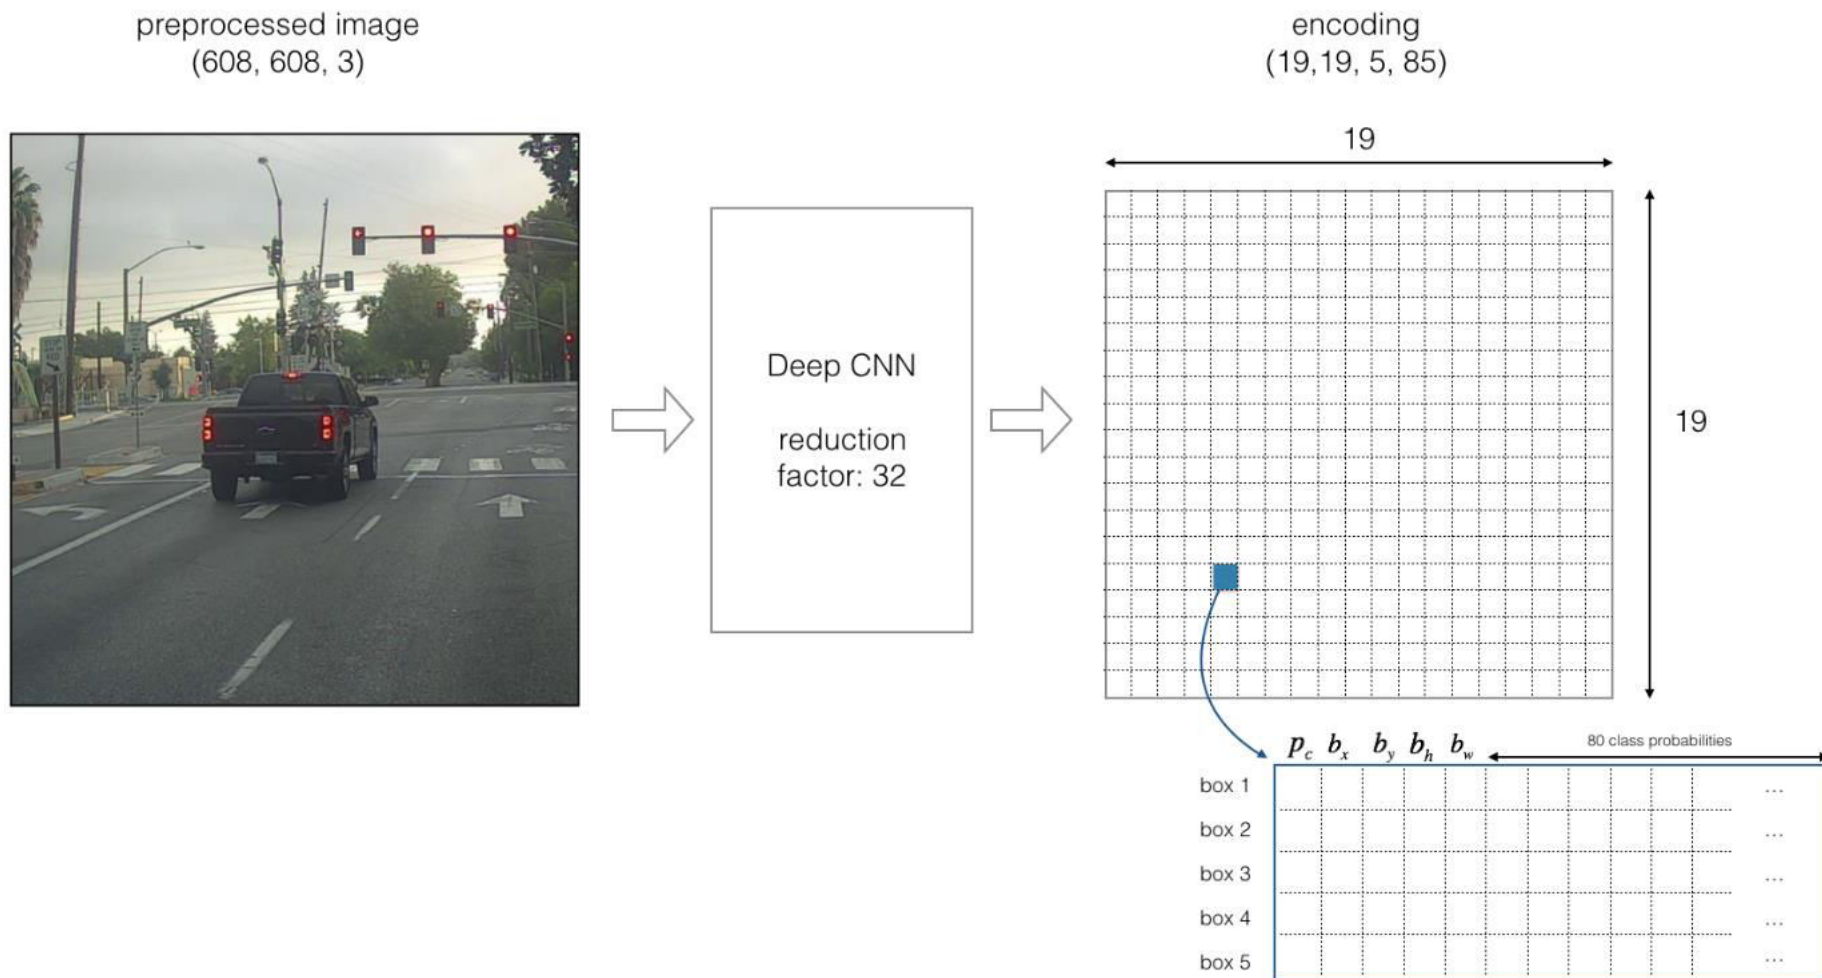 preprocessed image
(608, 608, 3)
encoding
(19,19, 5, 85)
19
Deep CNN
reduction
factor: 32
19
p_c b_x b_y b_h b_w
80 class probabilities
box 1 ...
box 2 ...
box 3 ...
box 4 ...
box 5 ...